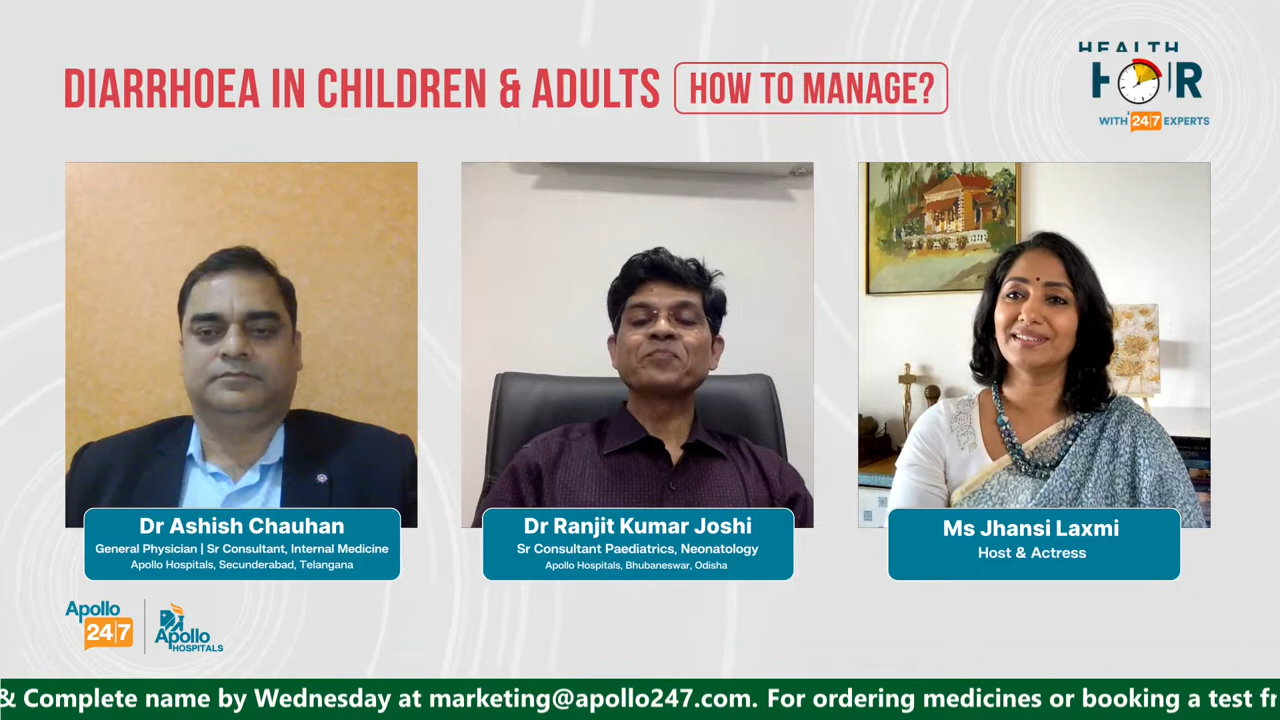 DIARRHOEA IN CHILDREN & ADULTS HOW TO MANAGE?
HEALTH
HOUR
WITH 24|7 EXPERTS
Dr Ashish Chauhan
General Physician | Sr Consultant, Internal Medicine
Apollo Hospitals, Secunderabad, Telangana
Dr Ranjit Kumar Joshi
Sr Consultant Paediatrics, Neonatology
Apollo Hospitals, Bhubaneswar, Odisha
Ms Jhansi Laxmi
Host & Actress
Apollo
24|7
Apollo
HOSPITALS
& Complete name by Wednesday at marketing@apollo247.com. For ordering medicines or booking a test fr